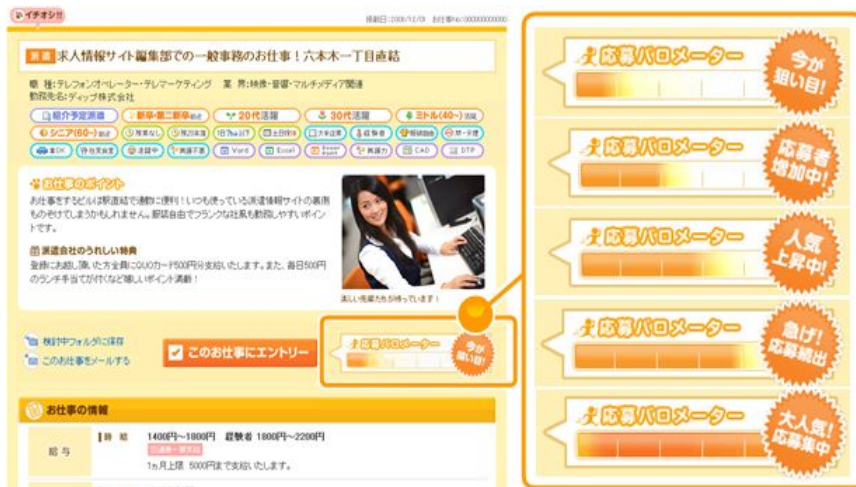 イチオシ!!
派遣 求人情報サイト編集部での一般事務のお仕事！六本木一丁目直結
職 種:テレフォンオペレーター・テレマーケティング 業 界:映像・音響・マルチメディア関連
勤務先名:ディップ株式会社
紹介予定派遣 新卒・第二新卒 20代活躍 30代活躍 ミドル(40~)活躍
シニア(60~)
Word Excel 英語力 CAD DTP
お仕事のポイント
お仕事をするビルは駅直結で通勤に便利！いつも使っている派遣情報サイトの裏側
ものぞけてしまうかもしれません。服装自由でフランクな社風も勤務しやすいポイン
トです。
派遣会社のうれしい特典
登録にお越し頂いた方全員にQUOカード500円分支給いたします。また、毎日500円
のランチ手当てが付くなど嬉しいポイント満載！
楽しい先輩たちが待っています！
検討中フォルダに保存
このお仕事をメールする
このお仕事にエントリー
応募バロメーター
今が
狙い目!
お仕事の情報
給 与
時 給 1400円～1800円 経験者 1800円～2200円
1ヵ月上限 5000円まで支給いたします。
応募バロメーター
今が
狙い目!
応募バロメーター
応募者
増加中!
応募バロメーター
人気
上昇中!
応募バロメーター
急げ!
応募続出
応募バロメーター
大人気!
応募集中